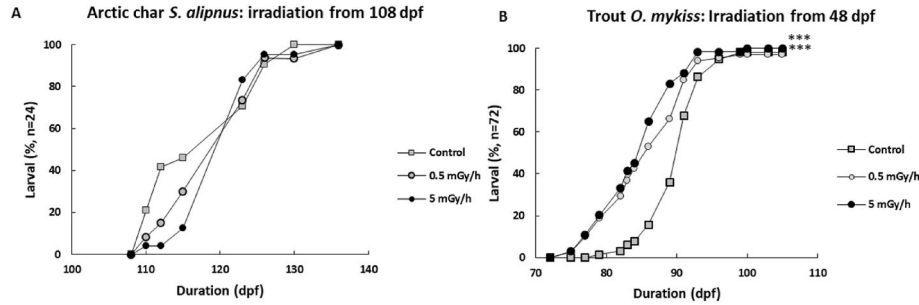 A
Arctic char S. alipnus: irradiation from 108 dpf
Larval (%, n=24)
100
80
60
40
20
0
100
110
120
130
140
Duration (dpf)
Control
0.5 mGy/h
5 mGy/h
B
Trout O. mykiss: Irradiation from 48 dpf
Larval (%, n=72)
100
80
60
40
20
0
70
80
90
100
110
Duration (dpf)
***
***
Control
0.5 mGy/h
5 mGy/h